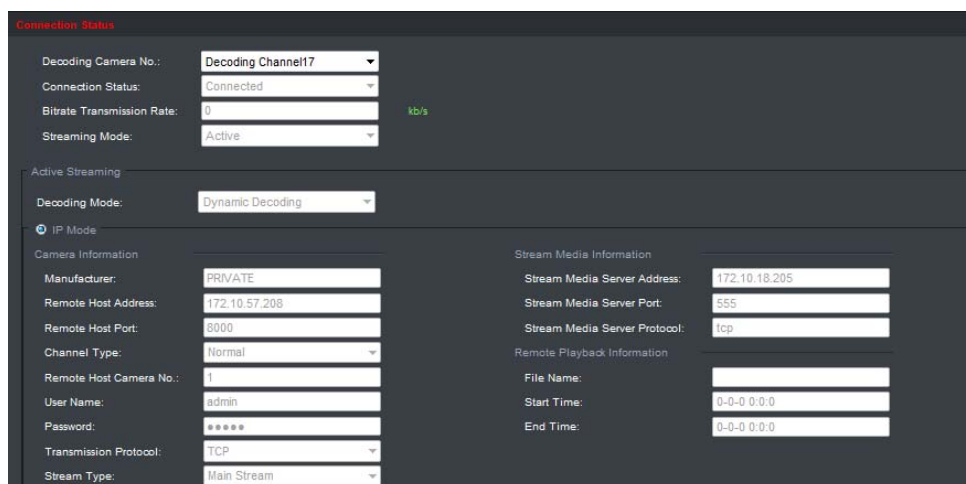 Connection Status
Decoding Camera No.: Decoding Channel17
Connection Status: Connected
Bitrate Transmission Rate: 0 kb/s
Streaming Mode: Active
Active Streaming
Decoding Mode: Dynamic Decoding
IP Mode
Camera Information
Manufacturer: PRIVATE
Remote Host Address: 172.10.57.208
Remote Host Port: 8000
Channel Type: Normal
Remote Host Camera No.: 1
User Name: admin
Password: •••••
Transmission Protocol: TCP
Stream Type: Main Stream
Stream Media Information
Stream Media Server Address: 172.10.18.205
Stream Media Server Port: 555
Stream Media Server Protocol: tcp
Remote Playback Information
File Name:
Start Time: 0-0-0 0:0:0
End Time: 0-0-0 0:0:0